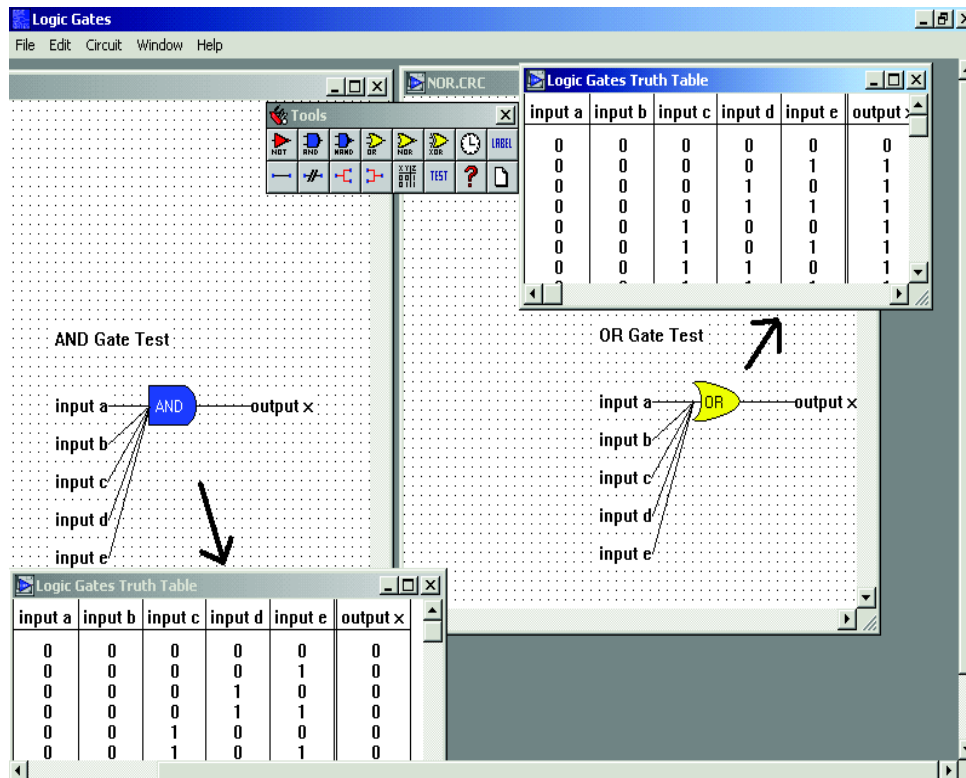 Logic Gates
File Edit Circuit Window Help
NOR.CRC
Tools
NOT AND NAND OR NOR XOR LABEL
TEST ?
Logic Gates Truth Table
input a input b input c input d input e output x
0 0 0 0 0 0
0 0 0 0 1 1
0 0 0 1 0 1
0 0 0 1 1 1
0 0 1 0 0 1
0 0 1 0 1 1
0 0 1 1 0 1
AND Gate Test
input a AND output x
input b
input c
input d
input e
OR Gate Test
input a OR output x
input b
input c
input d
input e
Logic Gates Truth Table
input a input b input c input d input e output x
0 0 0 0 0 0
0 0 0 0 1 0
0 0 0 1 0 0
0 0 0 1 1 0
0 0 1 0 0 0
0 0 1 0 1 0